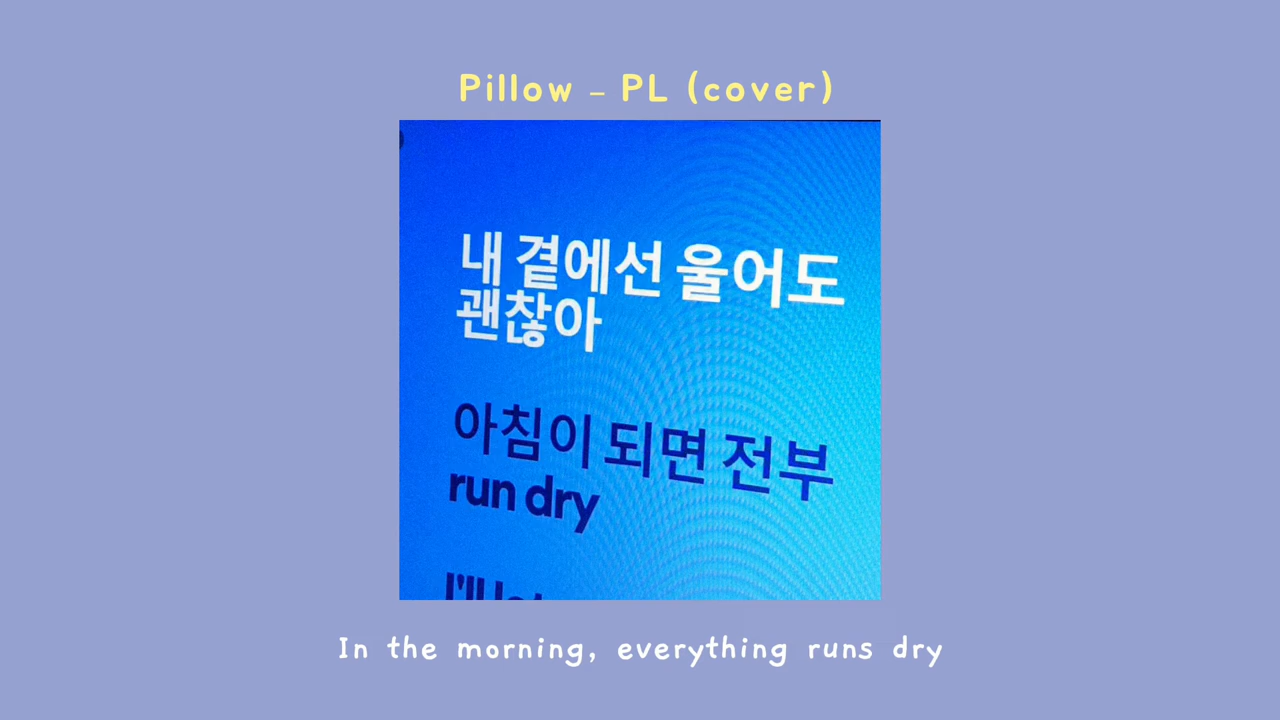 Pillow – PL (cover)
내 곁에선 울어도
괜찮아
아침이 되면 전부
run dry
In the morning, everything runs dry